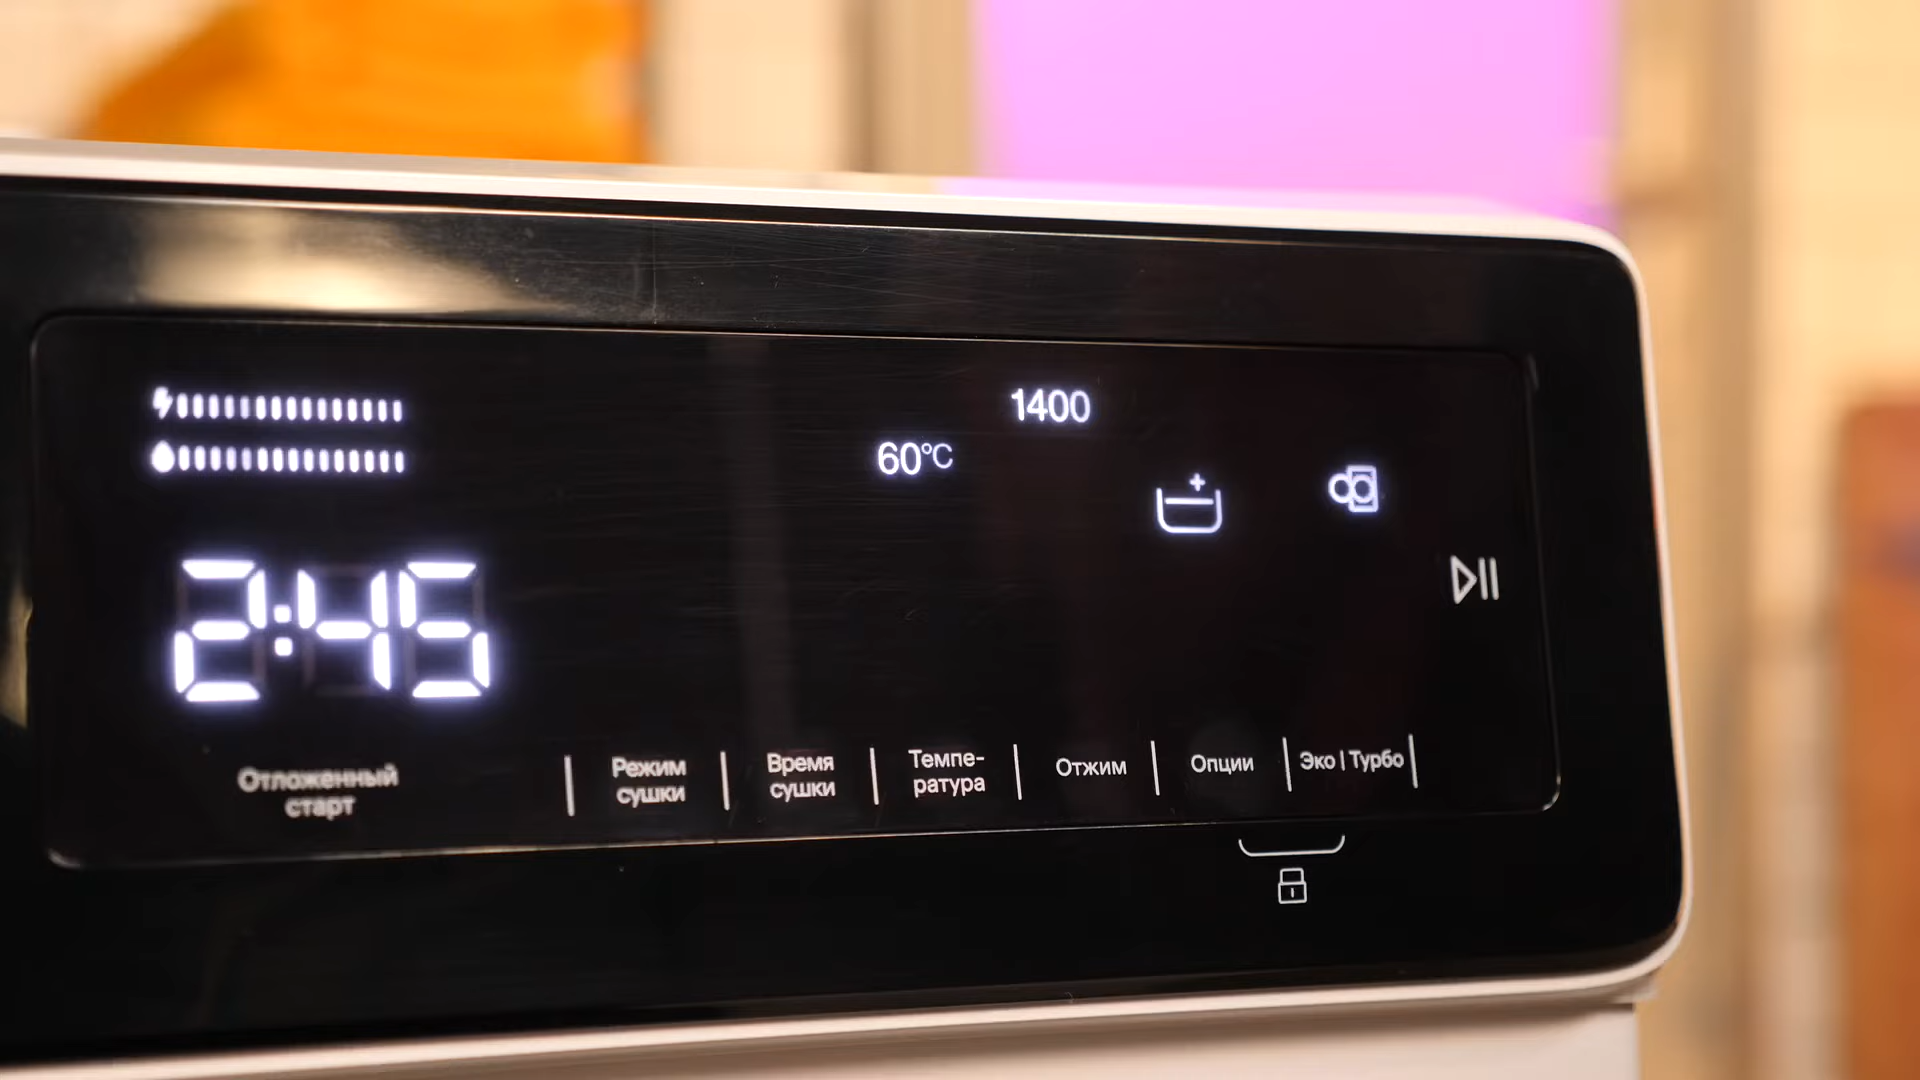 1400
60°C
2:45
Отложенный
старт
Режим
сушки
Время
сушки
Темпе-
ратура
Отжим
Опции
Эко | Турбо